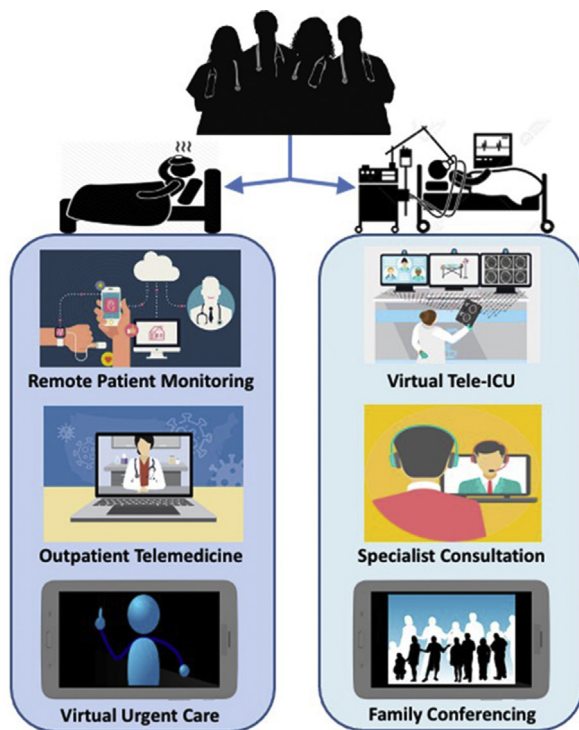 Remote Patient Monitoring
Virtual Tele-ICU
Outpatient Telemedicine
Specialist Consultation
Virtual Urgent Care
Family Conferencing